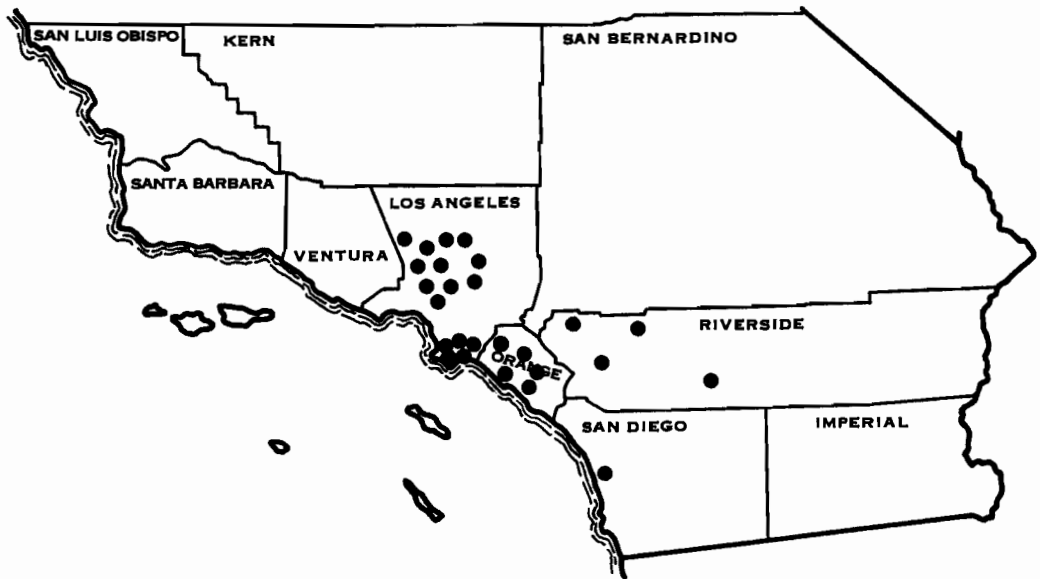 SAN LUIS OBISPO
KERN
SAN BERNARDINO
SANTA BARBARA
LOS ANGELES
VENTURA
RIVERSIDE
ORANGE
SAN DIEGO
IMPERIAL